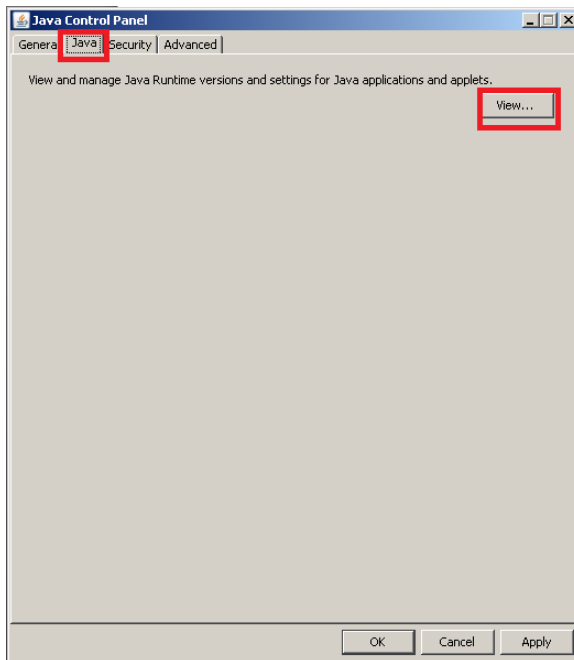 Java Control Panel
General Java Security Advanced
View and manage Java Runtime versions and settings for Java applications and applets.
View...
OK Cancel Apply